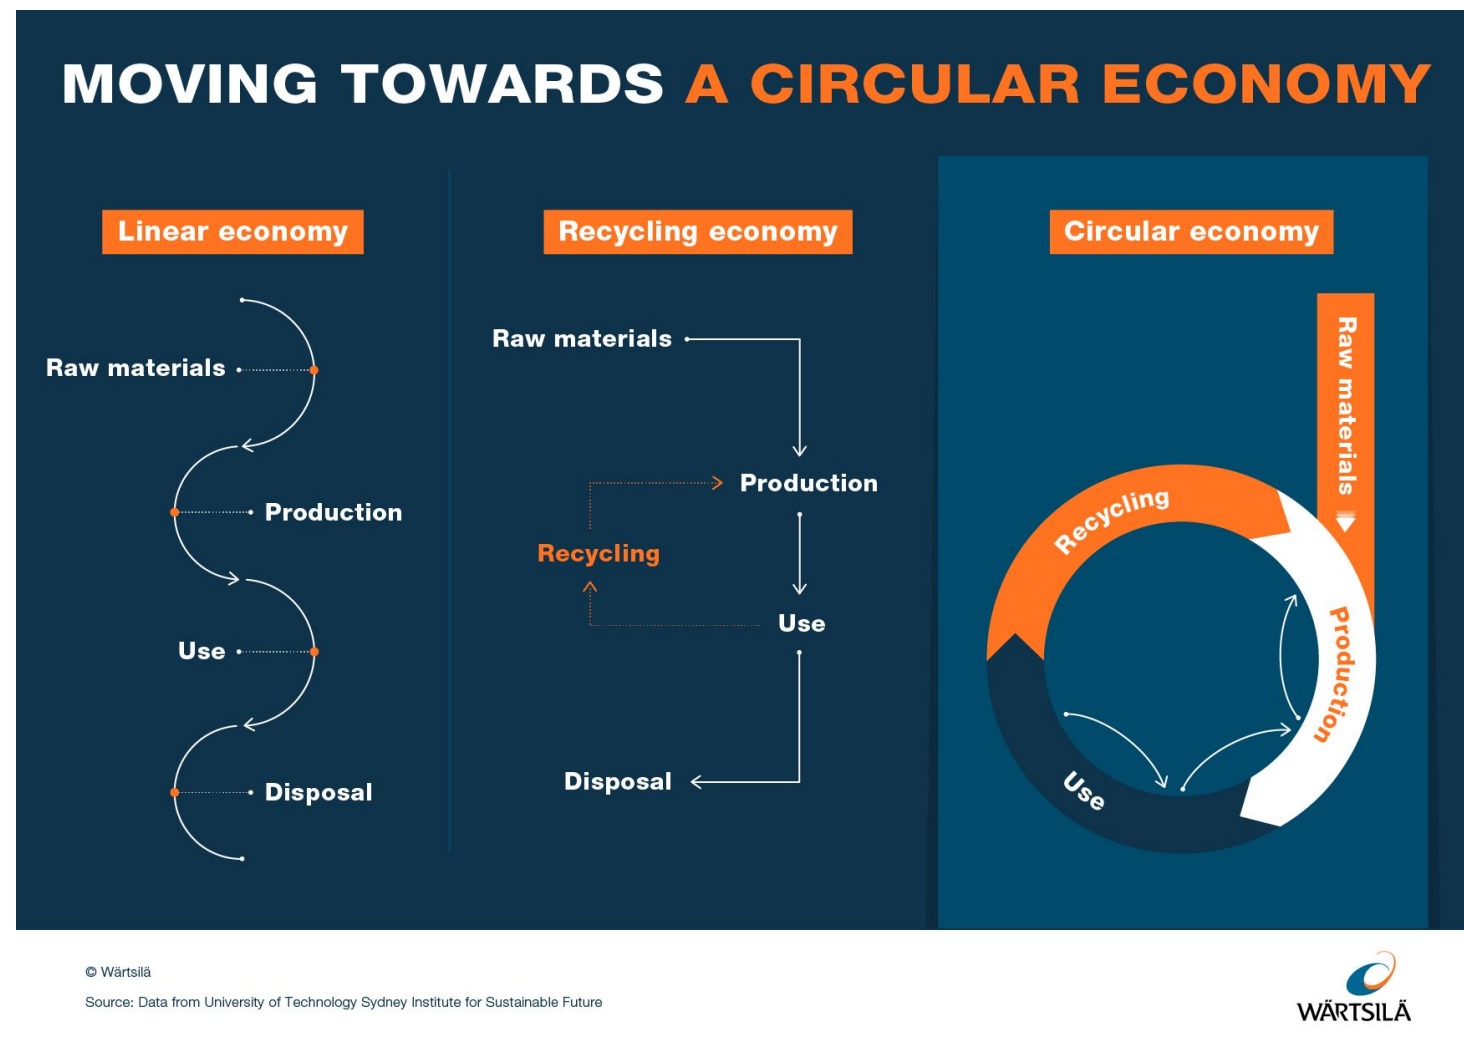 MOVING TOWARDS A CIRCULAR ECONOMY
Linear economy
Raw materials
Production
Use
Disposal
Recycling economy
Raw materials
Production
Recycling
Use
Disposal
Circular economy
Raw materials
Recycling
Production
Use
© Wärtsilä
Source: Data from University of Technology Sydney Institute for Sustainable Future
WÄRTSILÄ